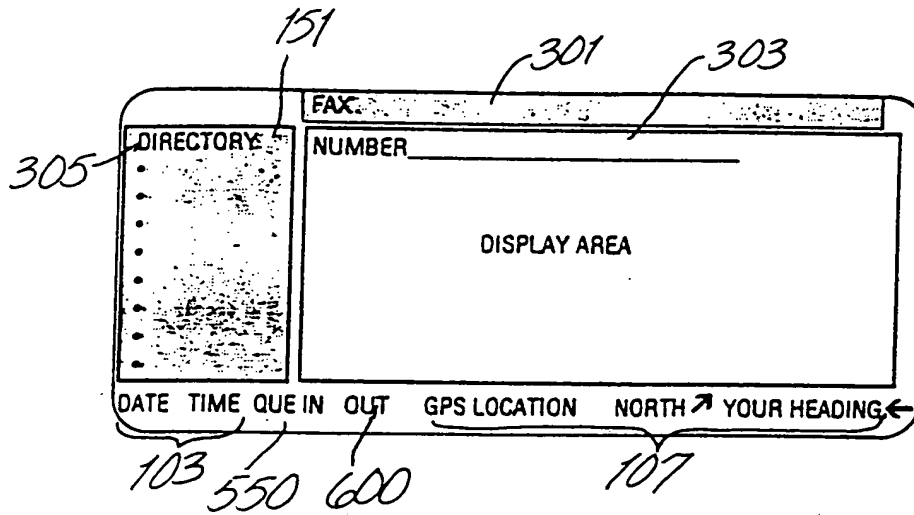 151
301
303
FAX
305
DIRECTORY
NUMBER
DISPLAY AREA
DATE TIME QUE IN OUT GPS LOCATION NORTH ↗ YOUR HEADING ←
103
550
600
107